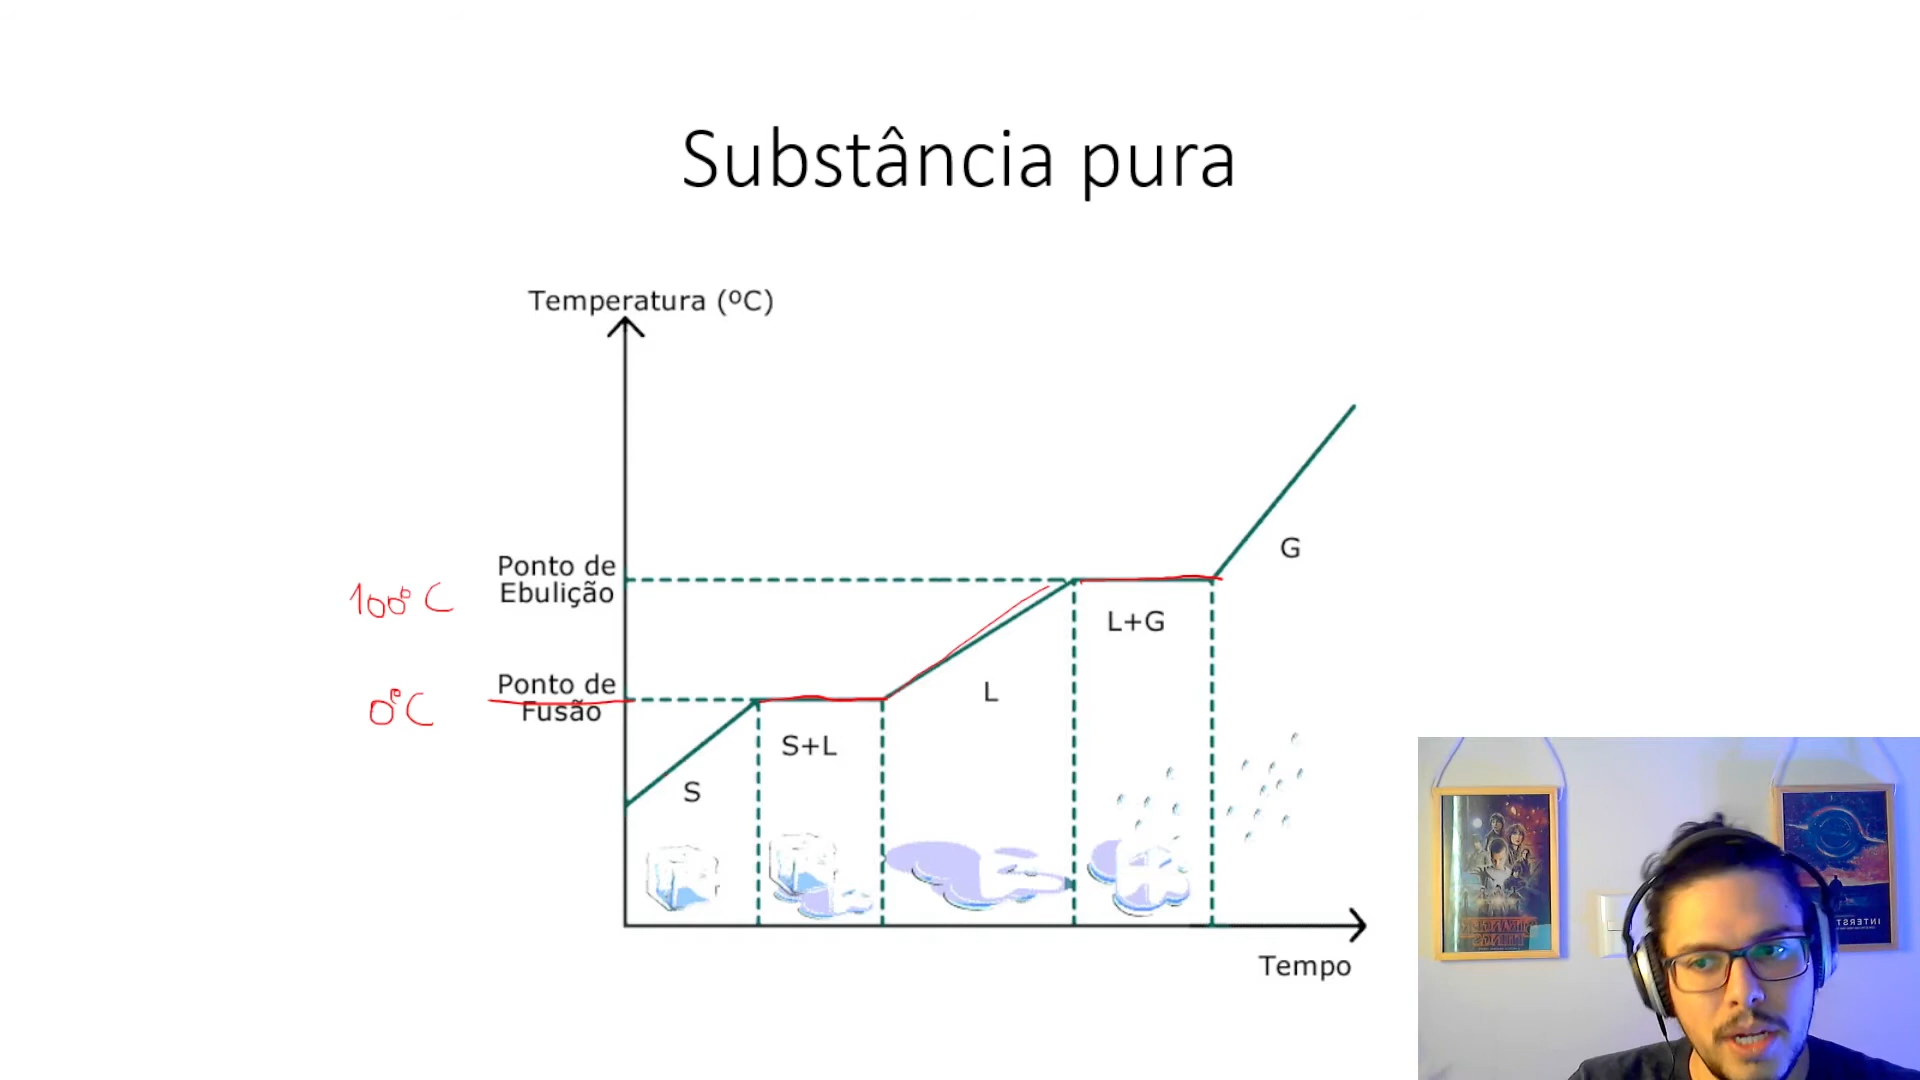 Substância pura
Temperatura (ºC)
Ponto de
Ebulição
100°C
G
L+G
Ponto de
Fusão
0°C
L
S+L
S
Tempo